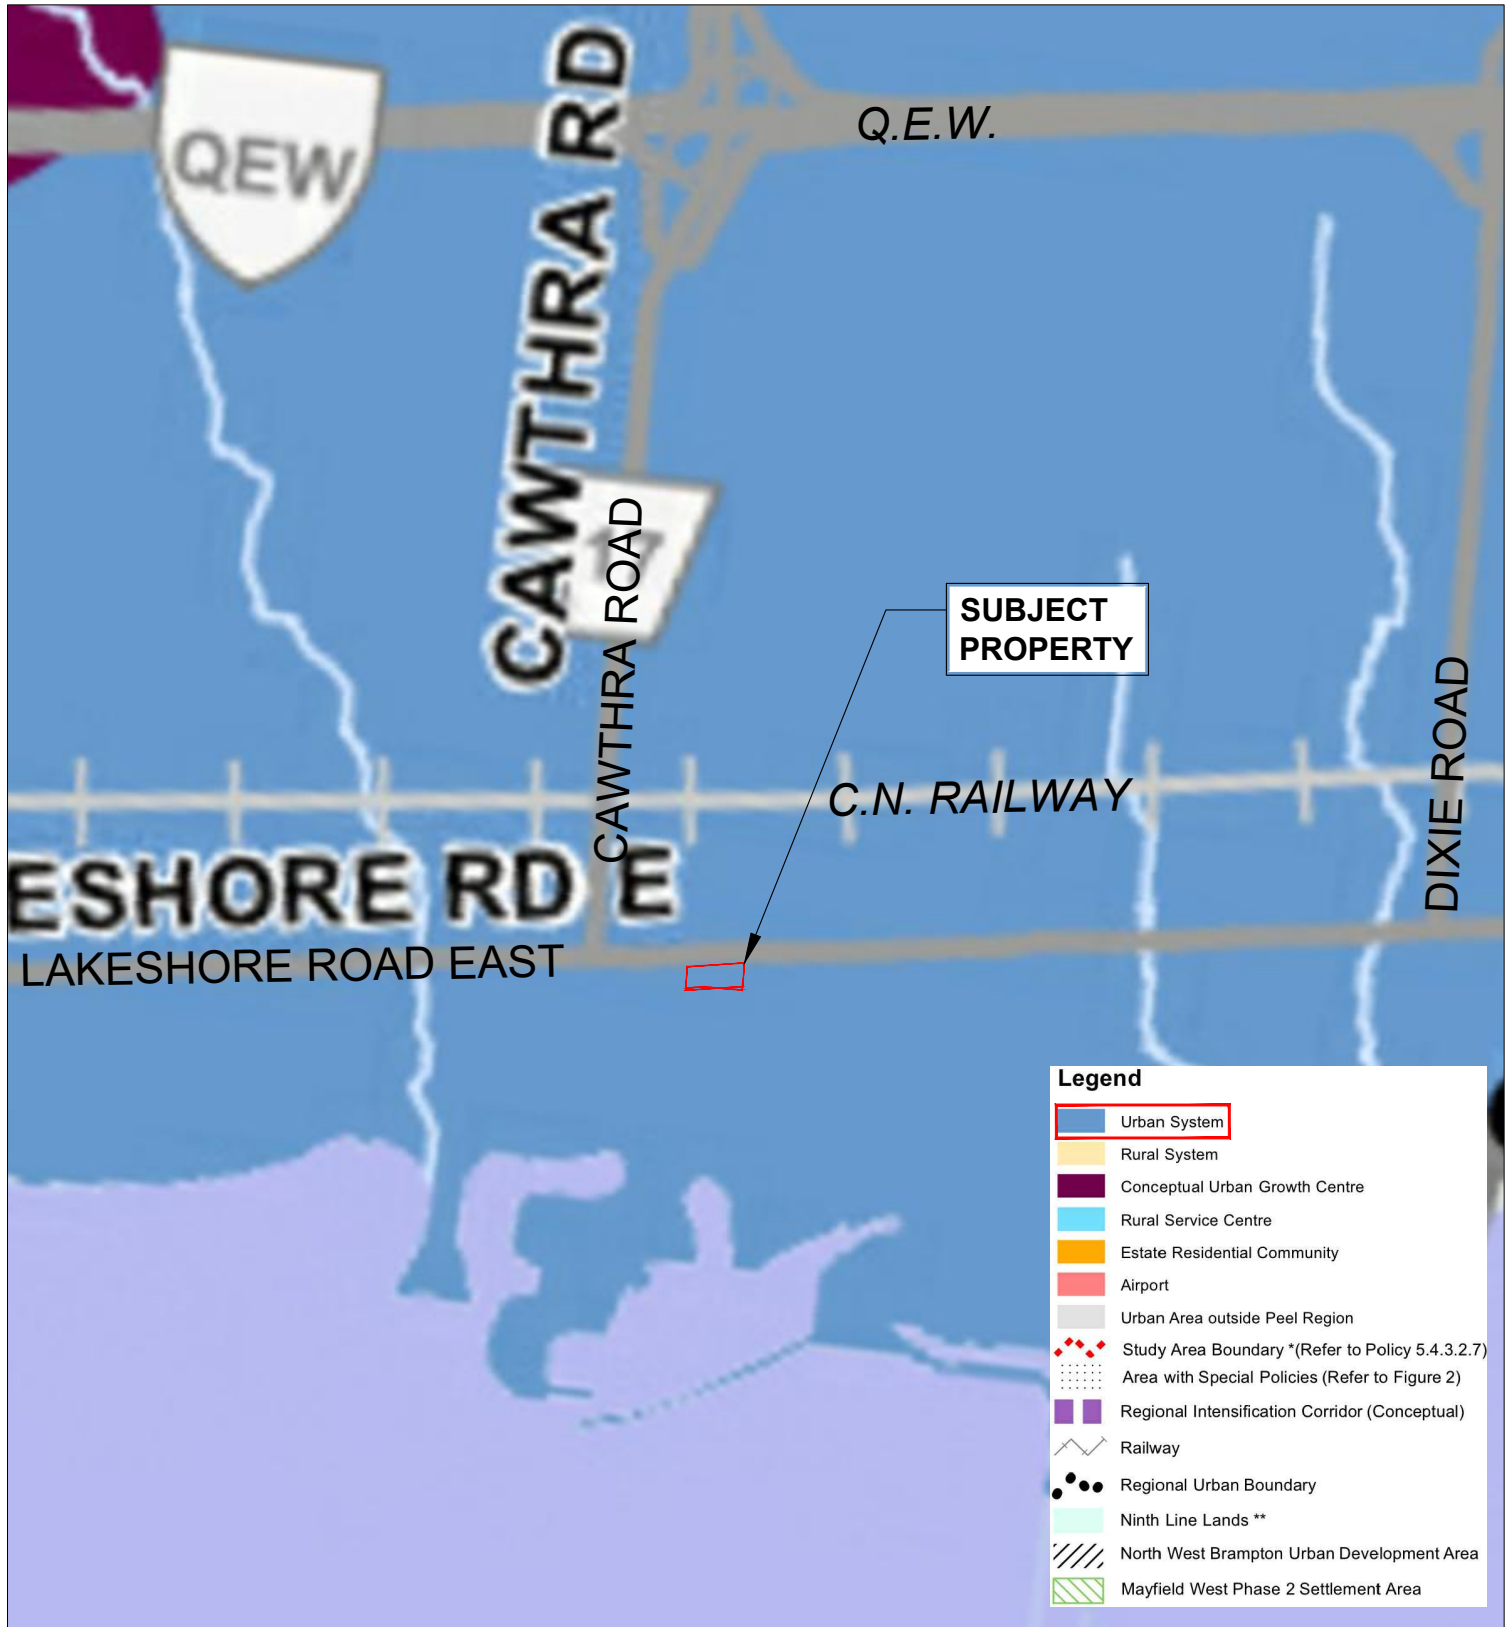 QEW
CAWTHRA RD
Q.E.W.
17
CAWTHRA ROAD
SUBJECT
PROPERTY
DIXIE ROAD
C.N. RAILWAY
ESHORE RD E
LAKESHORE ROAD EAST
Legend
Urban System
Rural System
Conceptual Urban Growth Centre
Rural Service Centre
Estate Residential Community
Airport
Urban Area outside Peel Region
Study Area Boundary *(Refer to Policy 5.4.3.2.7)
Area with Special Policies (Refer to Figure 2)
Regional Intensification Corridor (Conceptual)
Railway
Regional Urban Boundary
Ninth Line Lands **
North West Brampton Urban Development Area
Mayfield West Phase 2 Settlement Area